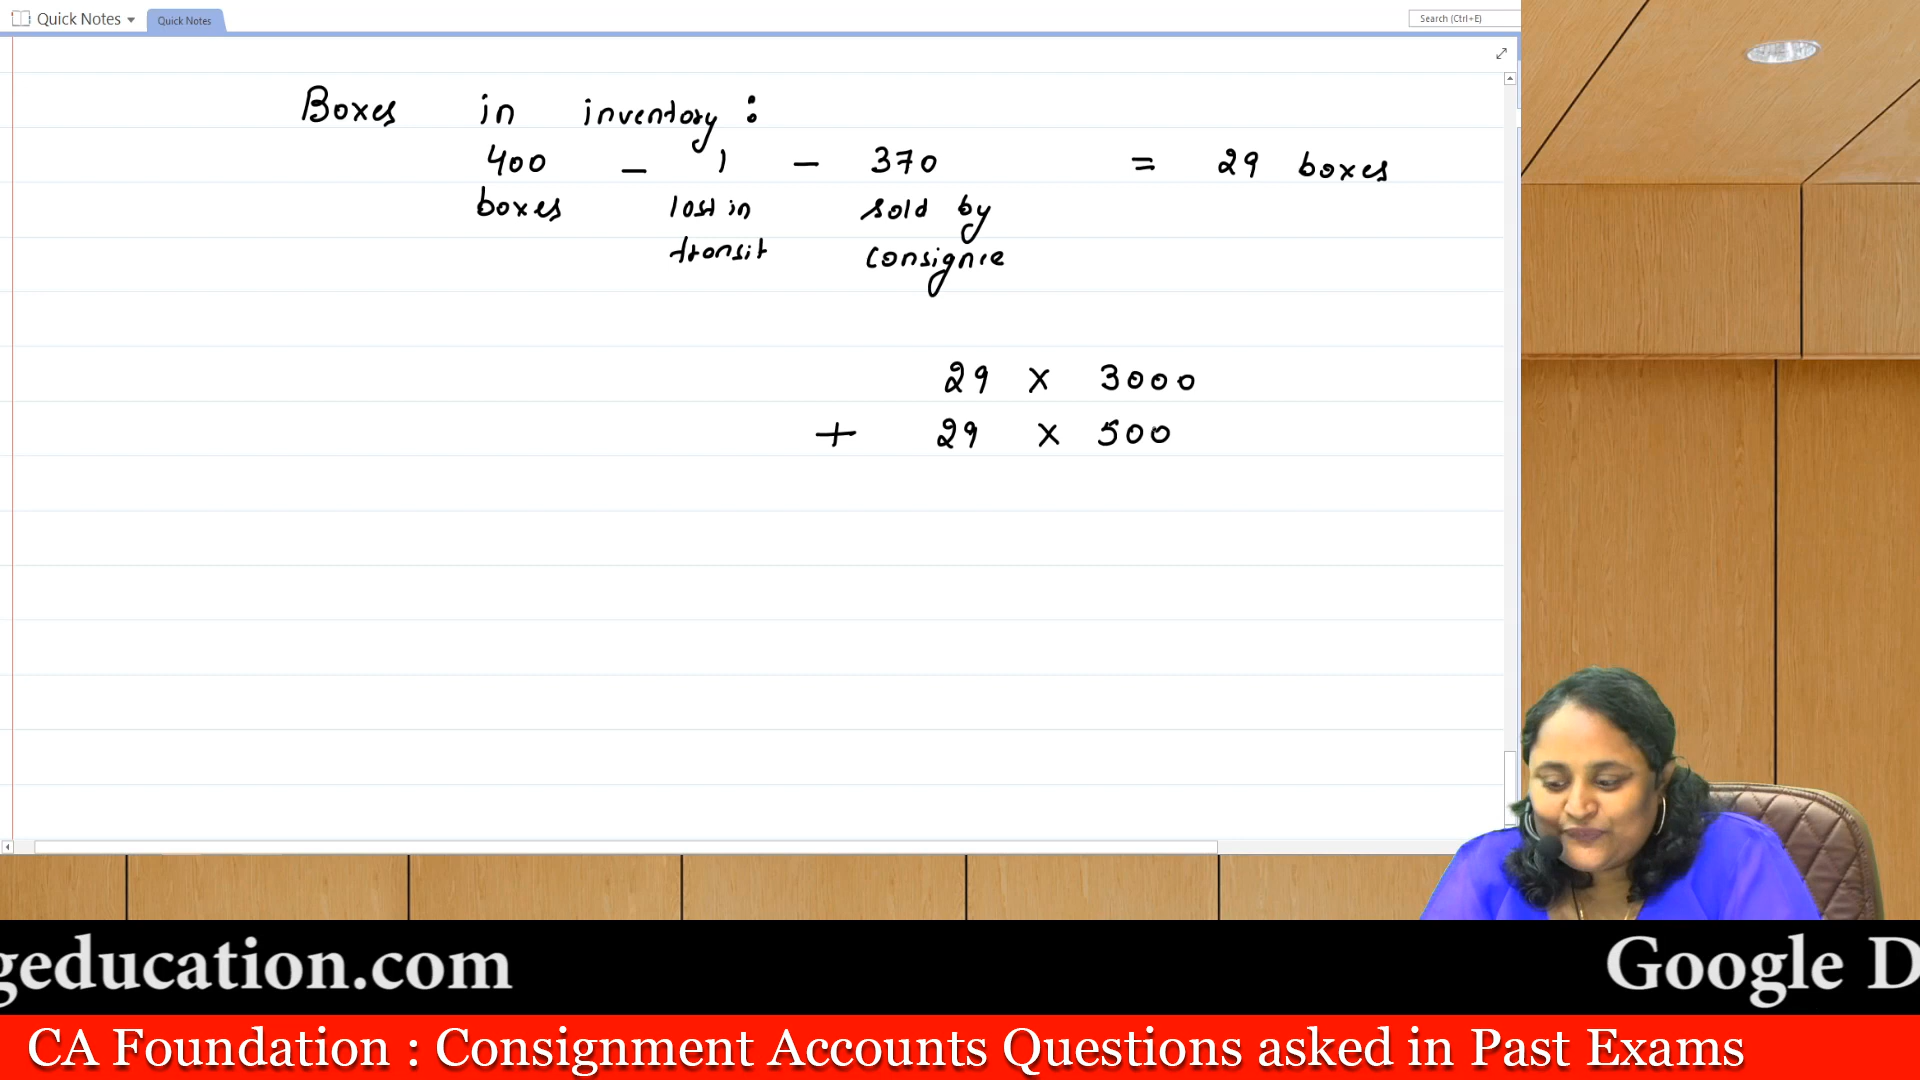 Quick Notes
Quick Notes
Search (Ctrl+E)
Boxes in inventory :
400 - 1 - 370 = 29 boxes
boxes lost in sold by
transit consignee
29 x 3000
+ 29 x 500
geducation.com
Google D
CA Foundation : Consignment Accounts Questions asked in Past Exams